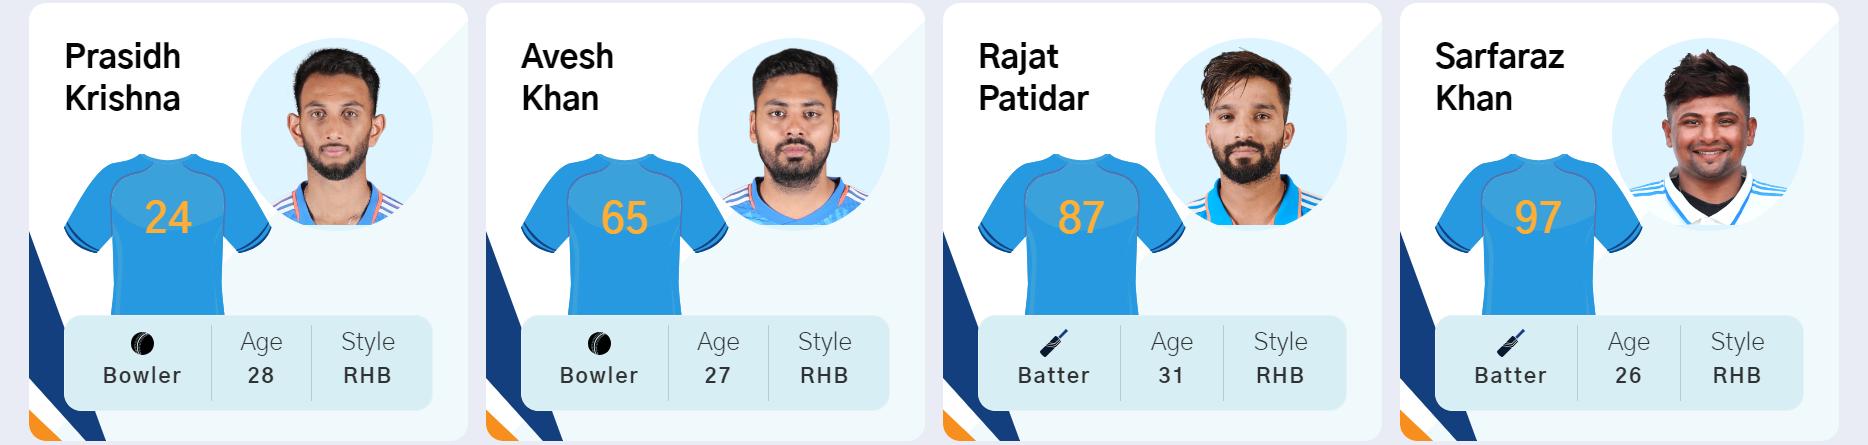 Prasidh
Krishna
24
Bowler
Age
28
Style
RHB
Avesh
Khan
65
Bowler
Age
27
Style
RHB
Rajat
Patidar
87
Batter
Age
31
Style
RHB
Sarfaraz
Khan
97
Batter
Age
26
Style
RHB